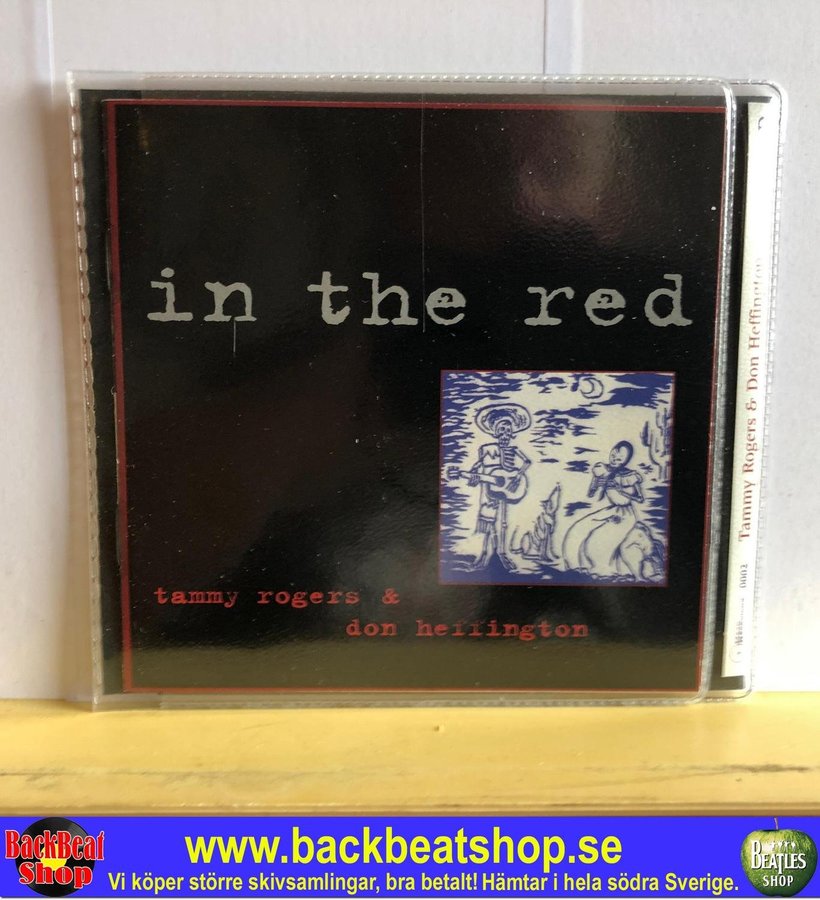 in the red
tammy rogers &
don heffington
Tammy Rogers & Don Heffington
0002
BackBeat
Shop
www.backbeatshop.se
Vi köper större skivsamlingar, bra betalt! Hämtar i hela södra Sverige.
BEATLES
SHOP